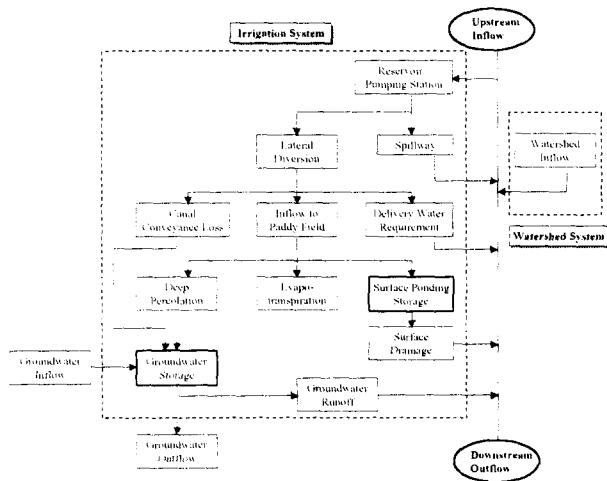 Irrigation System
Upstream
Inflow
Reservoir
Pumping Station
Lateral
Diversion
Spillway
Watershed
Inflow
Canal
Conveyance Loss
Inflow to
Paddy Field
Delivery Water
Requirement
Watershed System
Deep
Percolation
Evapo-
transpiration
Surface Ponding
Storage
Surface
Drainage
Groundwater
Inflow
Groundwater
Storage
Groundwater
Runoff
Groundwater
Outflow
Downstream
Outflow